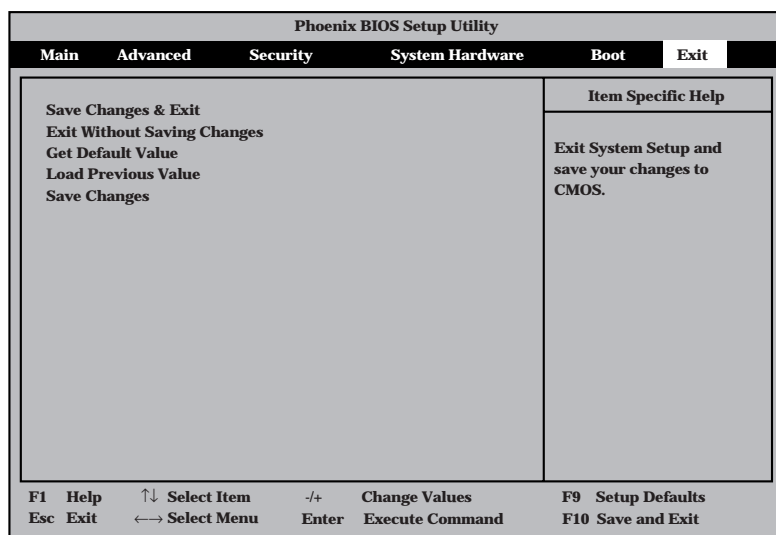 Phoenix BIOS Setup Utility
Main Advanced Security System Hardware Boot Exit
Save Changes & Exit
Exit Without Saving Changes
Get Default Value
Load Previous Value
Save Changes
Item Specific Help
Exit System Setup and
save your changes to
CMOS.
F1 Help ↑↓ Select Item -/+ Change Values F9 Setup Defaults
Esc Exit ←→ Select Menu Enter Execute Command F10 Save and Exit